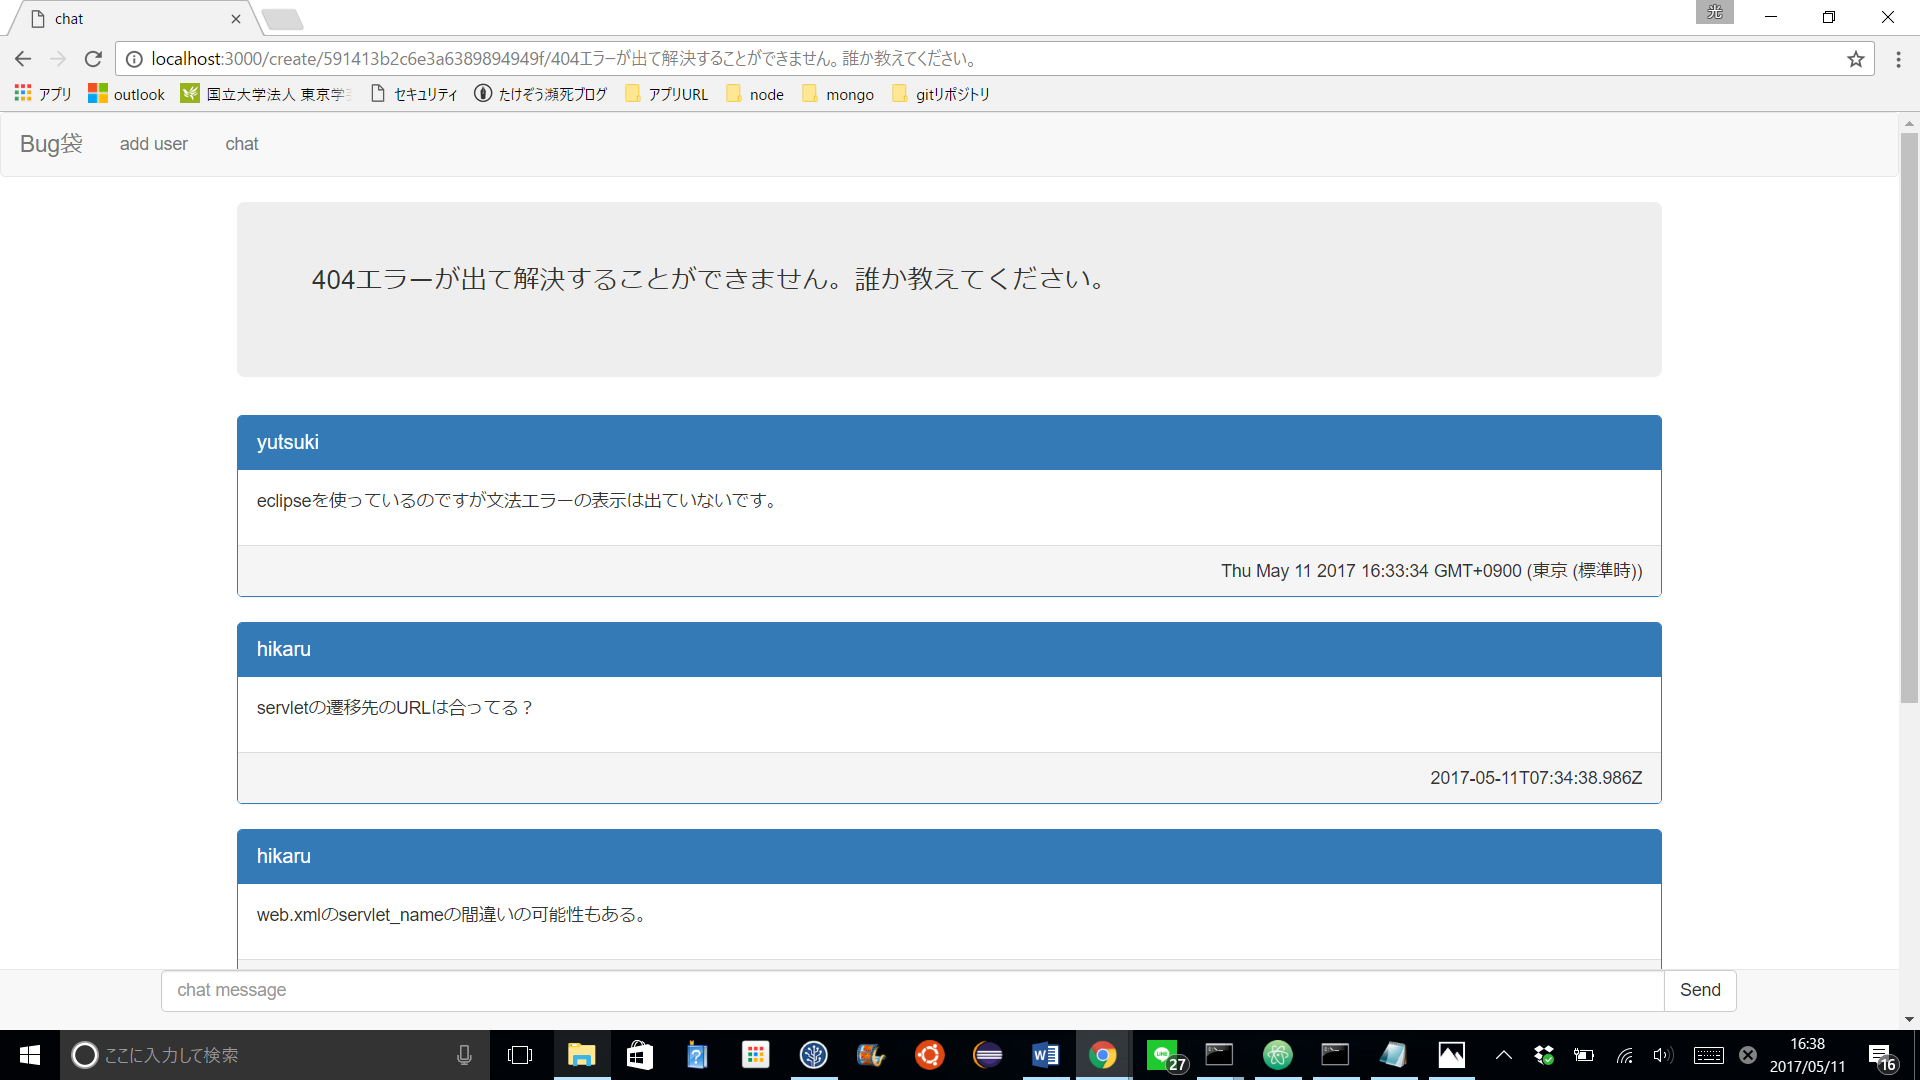 chat
光
localhost:3000/create/591413b2c6e3a6389894949f/404エラーが出て解決することができません。誰か教えてください。
アプリ outlook 国立大学法人 東京学 セキュリティ たけぞう瀕死ブログ アプリURL node mongo gitリポジトリ
Bug袋 add user chat
404エラーが出て解決することができません。誰か教えてください。
yutsuki
eclipseを使っているのですが文法エラーの表示は出ていないです。
Thu May 11 2017 16:33:34 GMT+0900 (東京 (標準時))
hikaru
servletの遷移先のURLは合ってる？
2017-05-11T07:34:38.986Z
hikaru
web.xmlのservlet_nameの間違いの可能性もある。
chat message Send
ここに入力して検索
27
16:38
2017/05/11
16